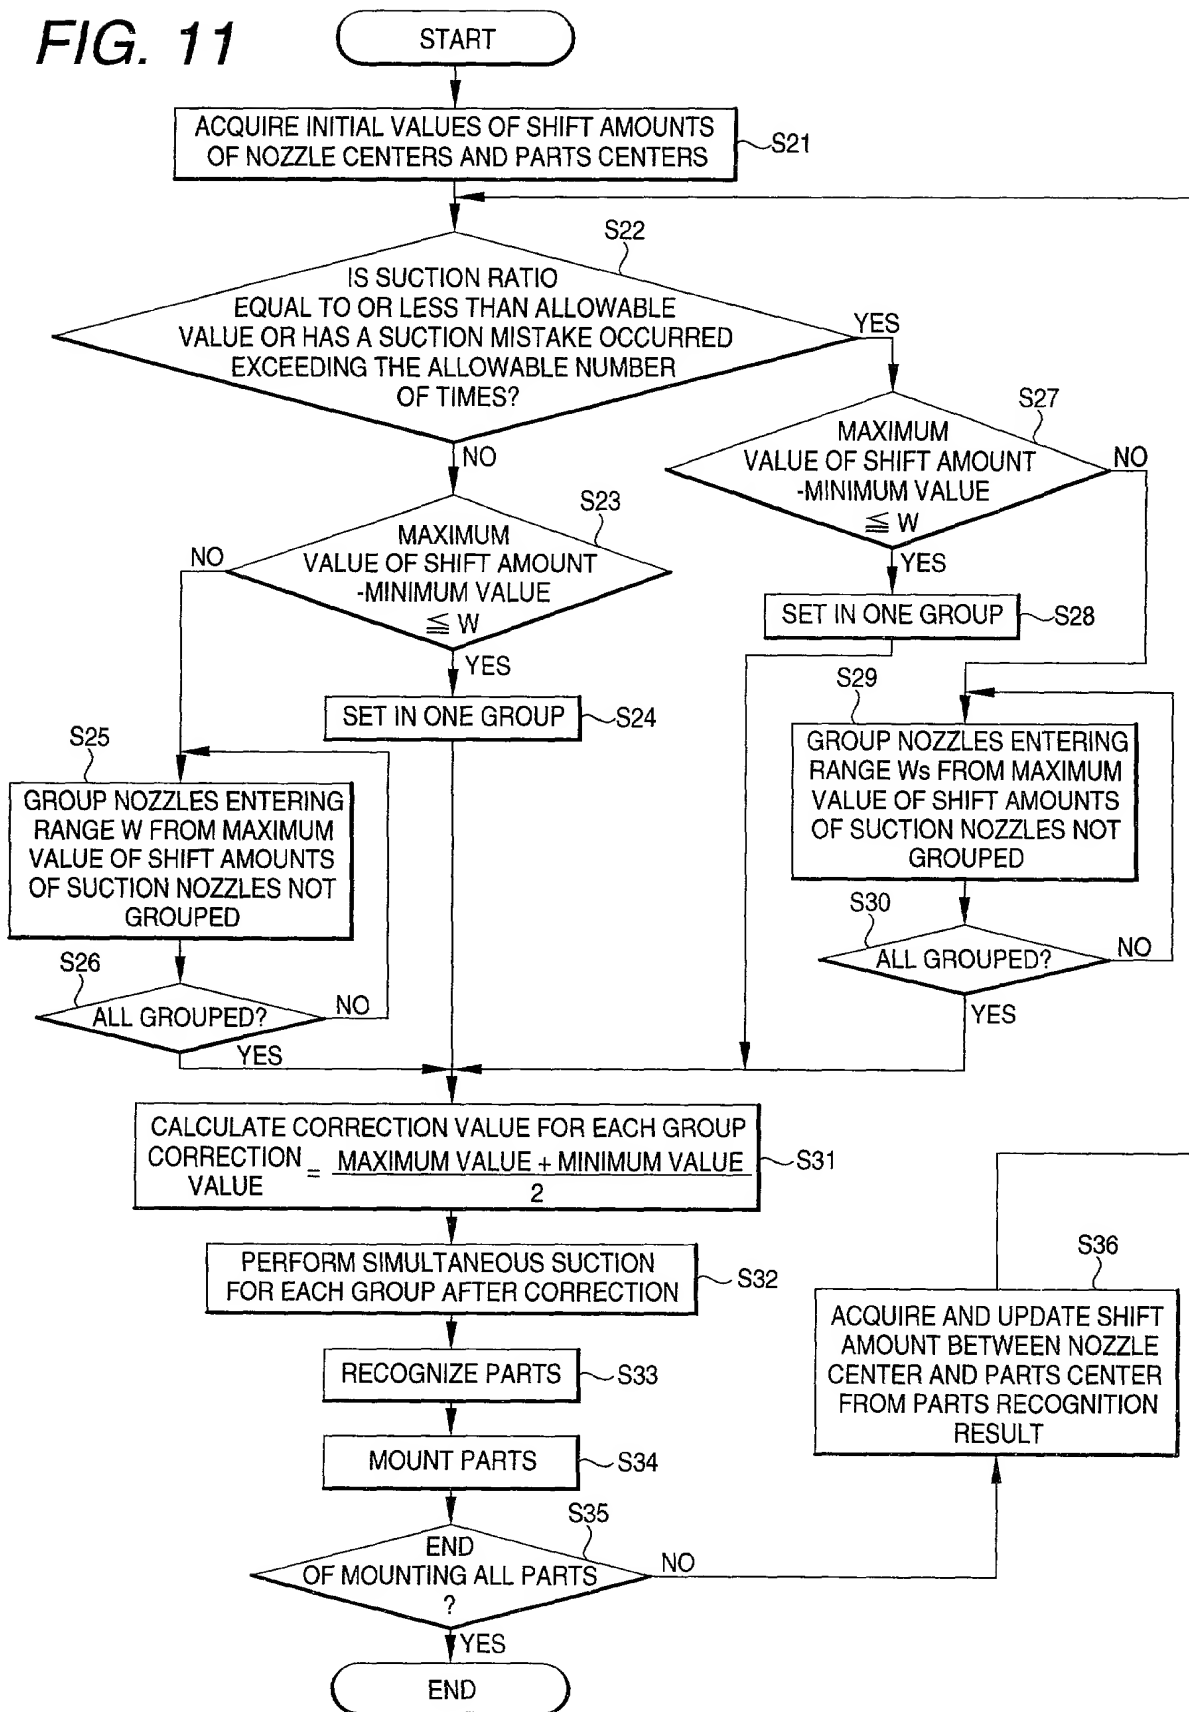 FIG. 11
START
ACQUIRE INITIAL VALUES OF SHIFT AMOUNTS
OF NOZZLE CENTERS AND PARTS CENTERS
S21
S22
IS SUCTION RATIO
EQUAL TO OR LESS THAN ALLOWABLE
VALUE OR HAS A SUCTION MISTAKE OCCURRED
EXCEEDING THE ALLOWABLE NUMBER
OF TIMES?
YES
NO
S27
MAXIMUM
VALUE OF SHIFT AMOUNT
-MINIMUM VALUE
≦ W
NO
YES
S23
MAXIMUM
VALUE OF SHIFT AMOUNT
-MINIMUM VALUE
≦ W
NO
YES
SET IN ONE GROUP
S28
SET IN ONE GROUP
S24
S29
GROUP NOZZLES ENTERING
RANGE Ws FROM MAXIMUM
VALUE OF SHIFT AMOUNTS
OF SUCTION NOZZLES NOT
GROUPED
S25
GROUP NOZZLES ENTERING
RANGE W FROM MAXIMUM
VALUE OF SHIFT AMOUNTS
OF SUCTION NOZZLES NOT
GROUPED
S30
ALL GROUPED?
NO
YES
S26
ALL GROUPED?
NO
YES
CALCULATE CORRECTION VALUE FOR EACH GROUP
CORRECTION VALUE = MAXIMUM VALUE + MINIMUM VALUE
2
S31
PERFORM SIMULTANEOUS SUCTION
FOR EACH GROUP AFTER CORRECTION
S32
RECOGNIZE PARTS
S33
MOUNT PARTS
S34
S35
END
OF MOUNTING ALL PARTS
?
NO
YES
S36
ACQUIRE AND UPDATE SHIFT
AMOUNT BETWEEN NOZZLE
CENTER AND PARTS CENTER
FROM PARTS RECOGNITION
RESULT
END